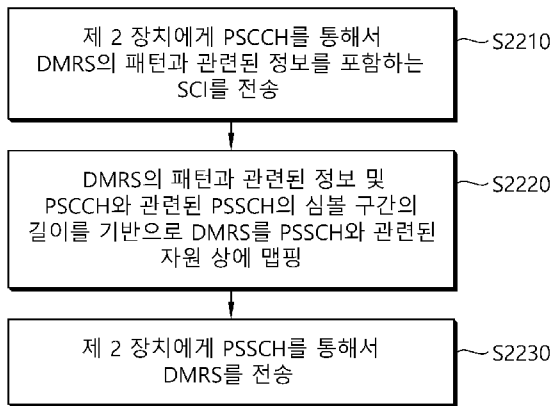 제 2 장치에게 PSCCH를 통해서
DMRS의 패턴과 관련된 정보를 포함하는
SCI를 전송
S2210
DMRS의 패턴과 관련된 정보 및
PSCCH와 관련된 PSSCH의 심볼 구간의
길이를 기반으로 DMRS를 PSSCH와 관련된
자원 상에 맵핑
S2220
제 2 장치에게 PSSCH를 통해서
DMRS를 전송
S2230